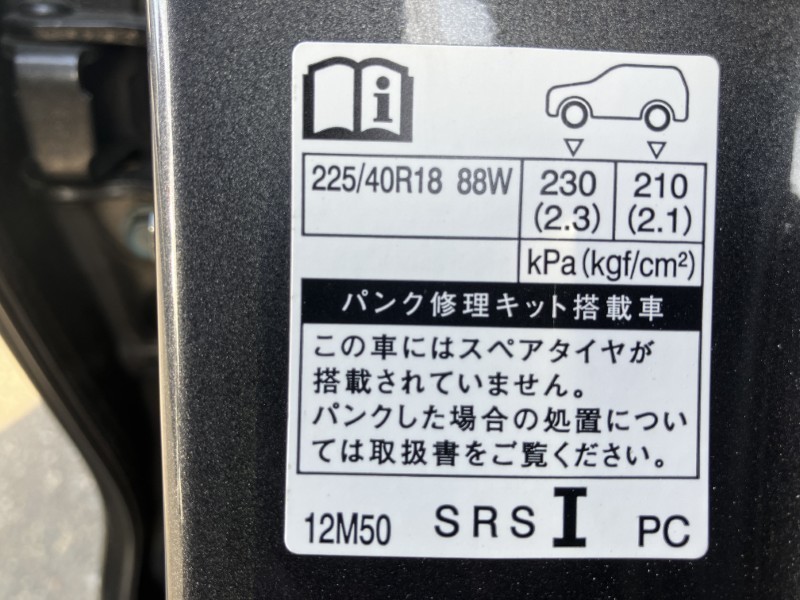 i
225/40R18 88W 230 210
(2.3) (2.1)
kPa(kgf/cm²)
パンク修理キット搭載車
この車にはスペアタイヤが
搭載されていません。
パンクした場合の処置につい
ては取扱書をご覧ください。
12M50 SRS I PC